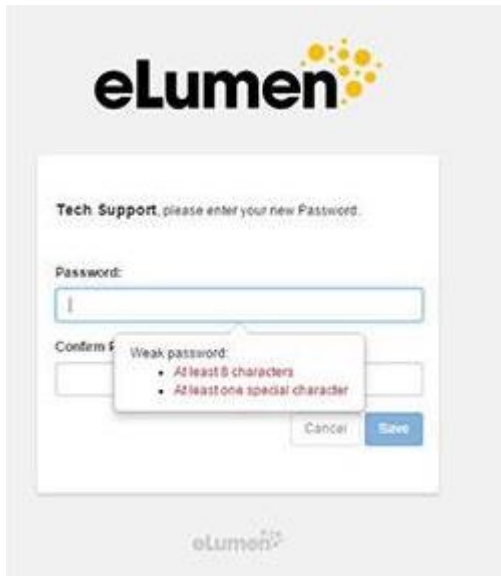 eLumen
Tech Support, please enter your new Password.
Password:
Confirm P
Weak password:
At least 8 characters
At least one special character
Cancel
Save
eLumen